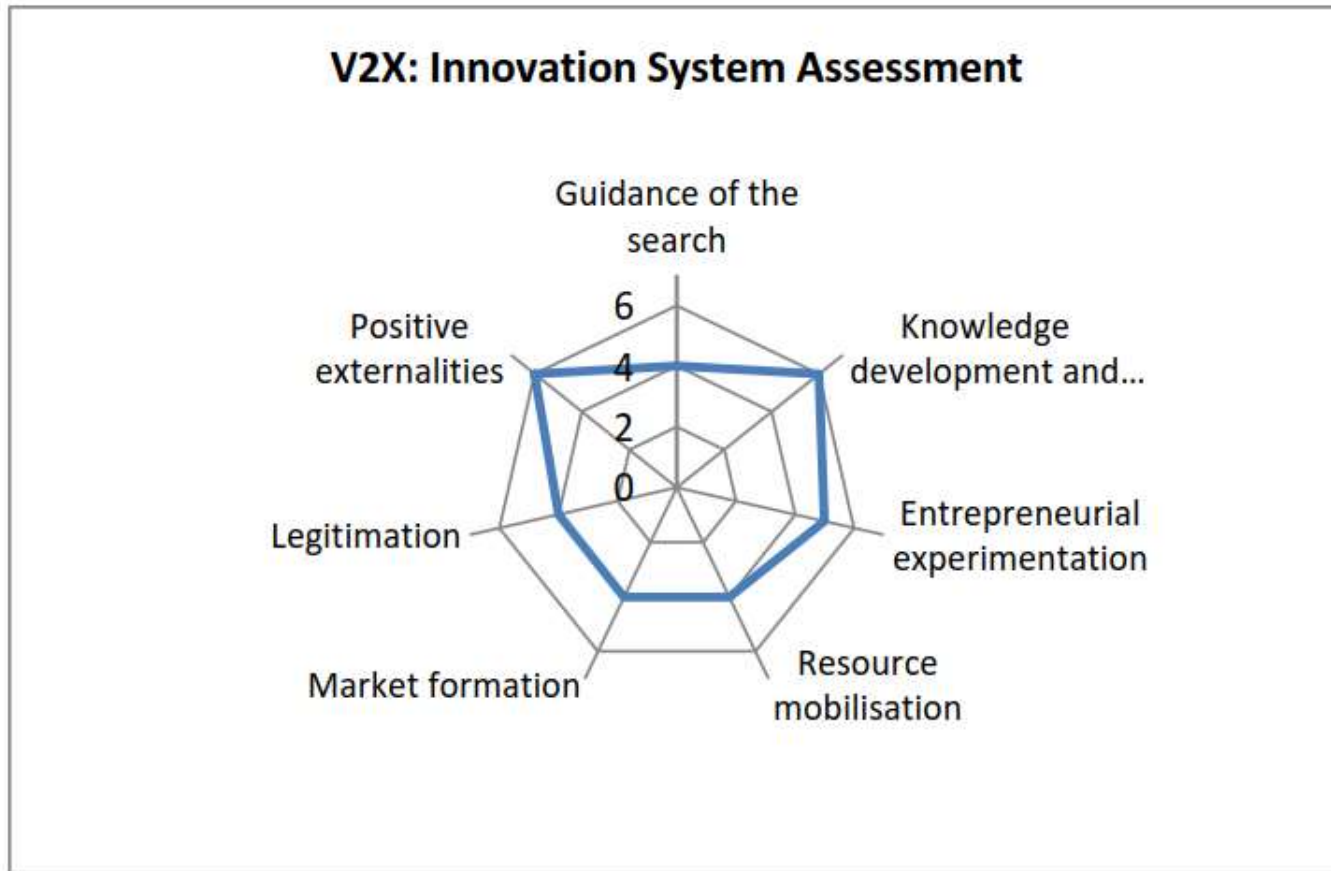 V2X: Innovation System Assessment
Guidance of the
search
Knowledge
development and...
Entrepreneurial
experimentation
Resource
mobilisation
Market formation
Legitimation
Positive
externalities
6
4
2
0